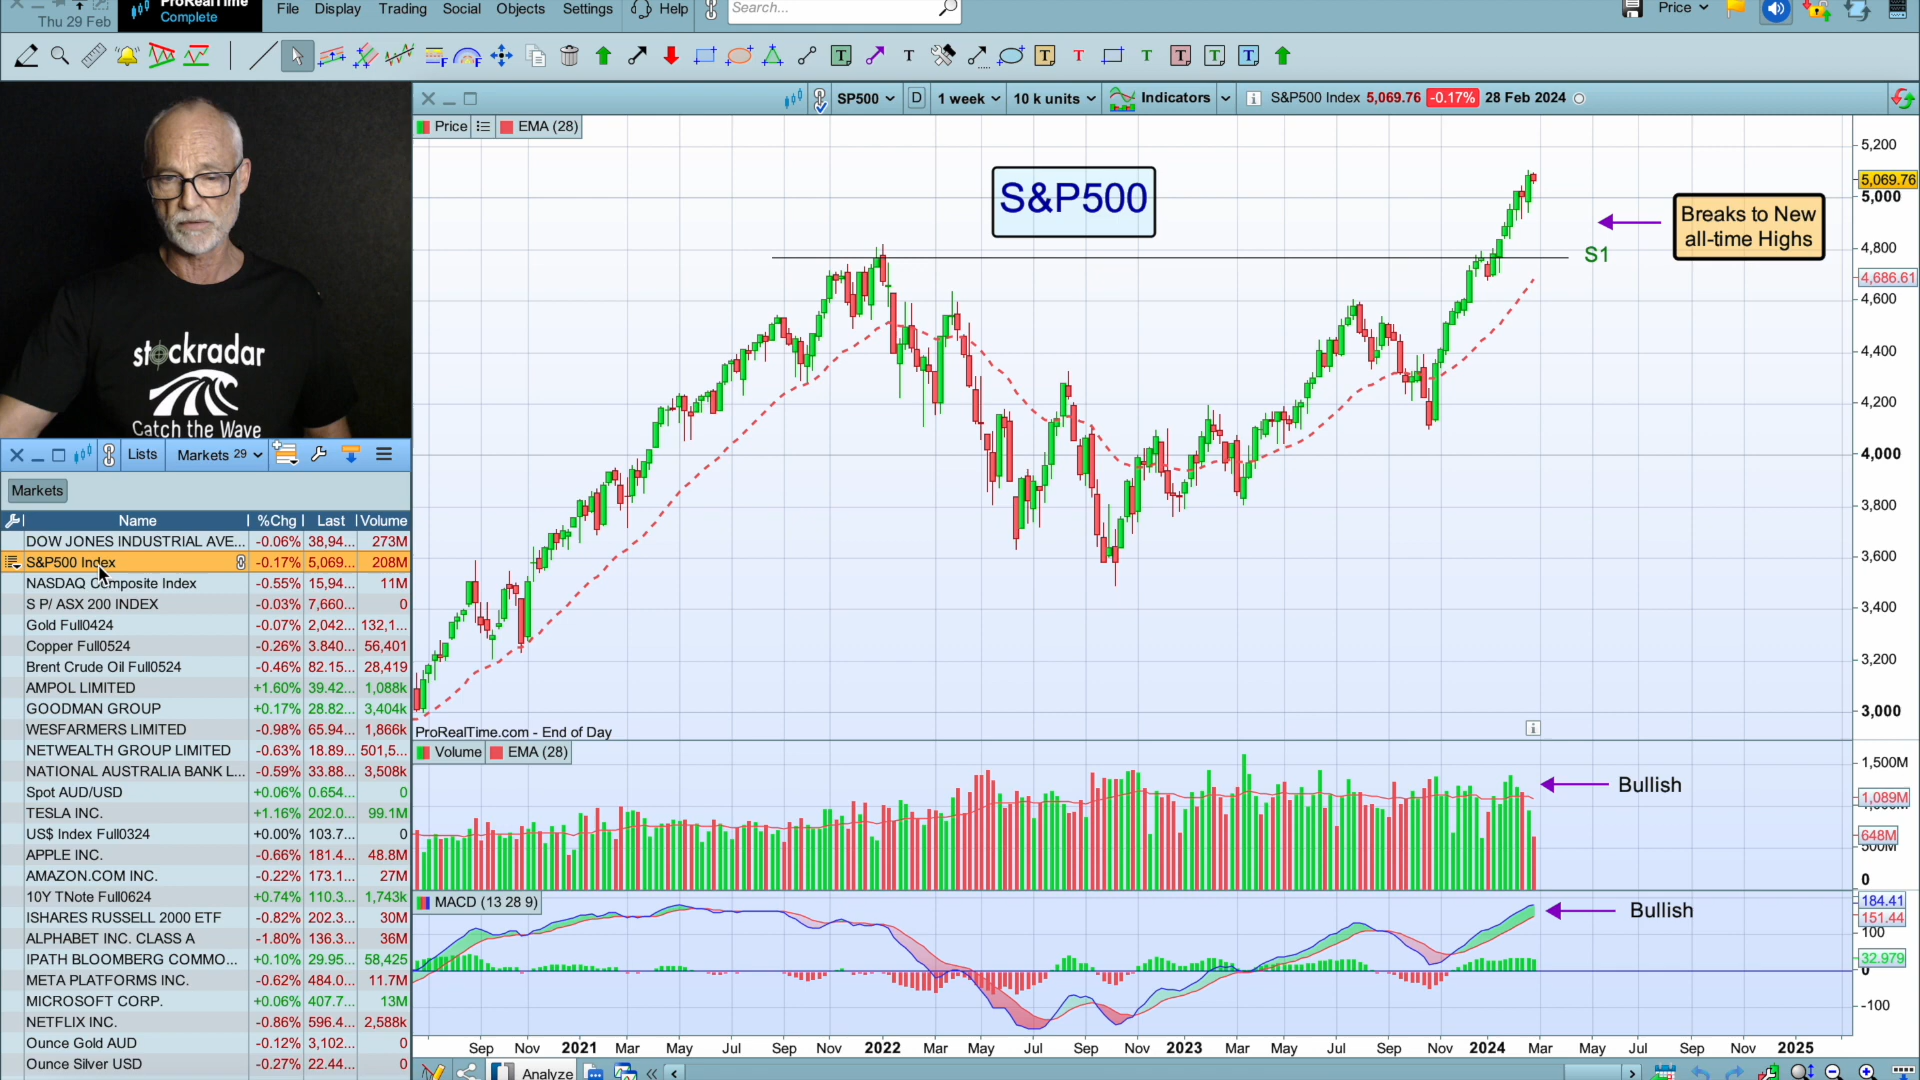 Thu 29 Feb
ProRealTime
Complete
File Display Trading Social Objects Settings Help Search... Price
SP500 D 1 week 10 k units Indicators S&P500 Index 5,069.76 -0.17% 28 Feb 2024
Price EMA (28)
S&P500
Breaks to New
all-time Highs
S1
5,200
5,069.76
5,000
4,800
4,686.61
4,600
4,400
4,200
4,000
3,800
3,600
3,400
3,200
3,000
stockradar
Catch the Wave
Lists Markets 29
Markets
Name %Chg Last Volume
DOW JONES INDUSTRIAL AVE... -0.06% 38,94... 273M
S&P500 Index -0.17% 5,069... 208M
NASDAQ Composite Index -0.55% 15,94... 11M
S P/ ASX 200 INDEX -0.03% 7,660... 0
Gold Full0424 -0.07% 2,042... 132,1...
Copper Full0524 -0.26% 3.840... 56,401
Brent Crude Oil Full0524 -0.46% 82.15... 28,419
AMPOL LIMITED +1.60% 39.42... 1,088k
GOODMAN GROUP +0.17% 28.82... 3,404k
WESFARMERS LIMITED -0.98% 65.94... 1,866k
NETWEALTH GROUP LIMITED -0.63% 18.89... 501,5...
NATIONAL AUSTRALIA BANK L... -0.59% 33.88... 3,508k
Spot AUD/USD +0.06% 0.654... 0
TESLA INC. +1.16% 202.0... 99.1M
US$ Index Full0324 +0.00% 103.7... 0
APPLE INC. -0.66% 181.4... 48.8M
AMAZON.COM INC. -0.22% 173.1... 27M
10Y TNote Full0624 +0.74% 110.3... 1,743k
ISHARES RUSSELL 2000 ETF -0.82% 202.3... 30M
ALPHABET INC. CLASS A -1.80% 136.3... 36M
IPATH BLOOMBERG COMMO... +0.10% 29.95... 58,425
META PLATFORMS INC. -0.62% 484.0... 11.7M
MICROSOFT CORP. +0.06% 407.7... 13M
NETFLIX INC. -0.86% 596.4... 2,588k
Ounce Gold AUD -0.12% 3,102... 0
Ounce Silver USD -0.27% 22.44... 0
ProRealTime.com - End of Day
Volume EMA (28)
Bullish
1,500M
1,089M
648M
500M
0
MACD (13 28 9)
Bullish
184.41
151.44
100
32.979
0
-100
Sep Nov 2021 Mar May Jul Sep Nov 2022 Mar May Jul Sep Nov 2023 Mar May Jul Sep Nov 2024 Mar May Jul Sep Nov 2025
Analyze